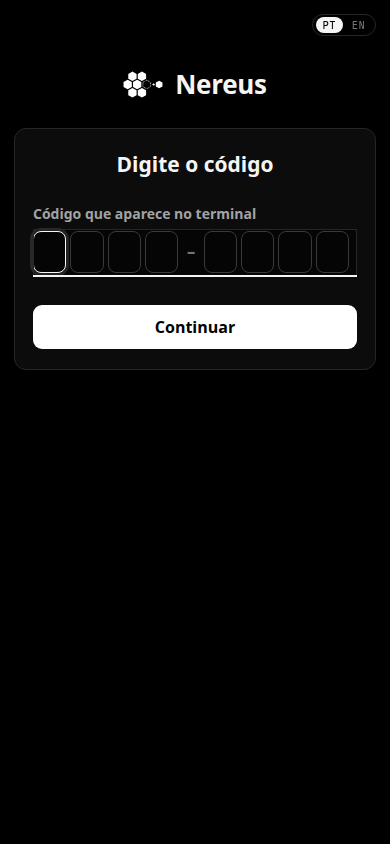 PT EN
Nereus
Digite o código
Código que aparece no terminal
–
Continuar